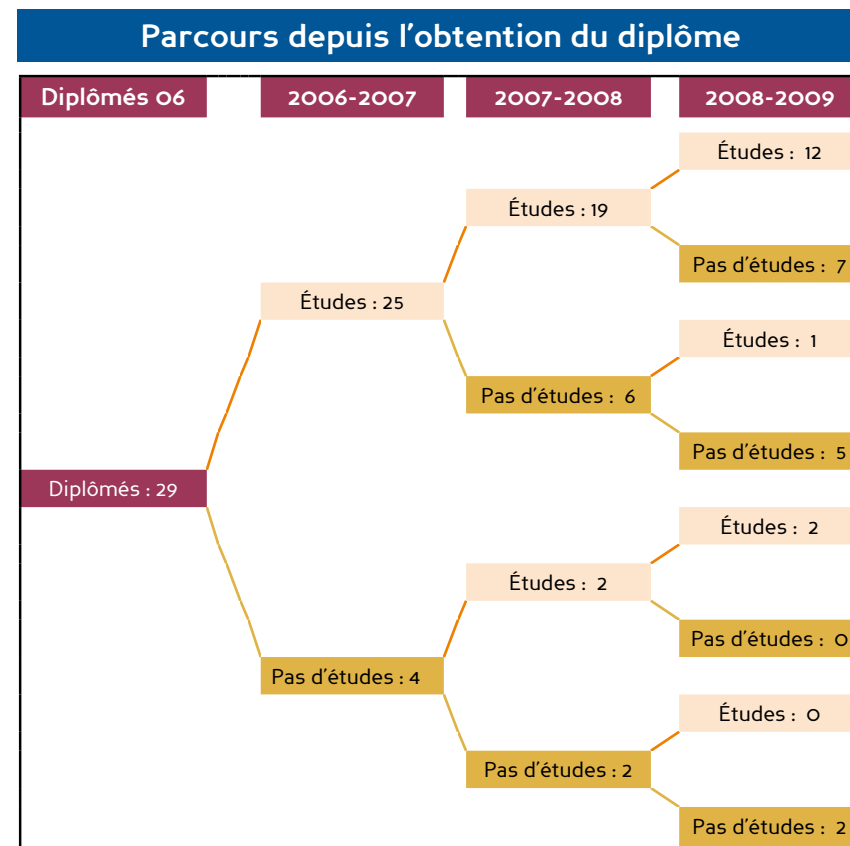 Parcours depuis l'obtention du diplôme
Diplômés 06 2006-2007 2007-2008 2008-2009
Études : 12
Études : 19
Pas d'études : 7
Études : 25
Études : 1
Pas d'études : 6
Pas d'études : 5
Diplômés : 29
Études : 2
Études : 2
Pas d'études : 0
Pas d'études : 4
Études : 0
Pas d'études : 2
Pas d'études : 2